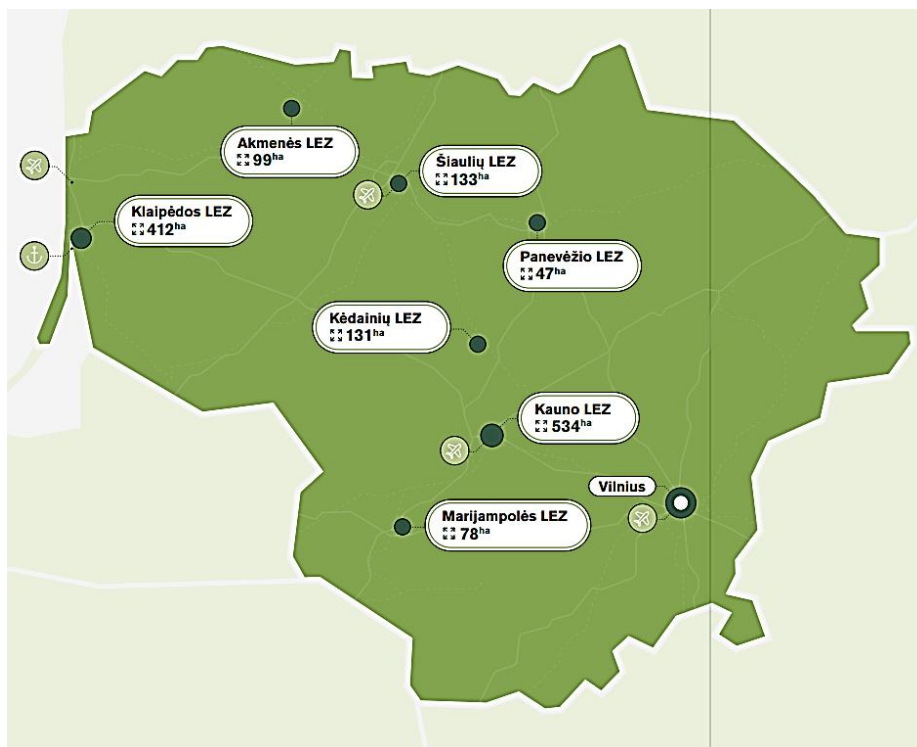 Akmenės LEZ
99ha
Šiaulių LEZ
133ha
Klaipėdos LEZ
412ha
Panevėžio LEZ
47ha
Kėdainių LEZ
131ha
Kauno LEZ
534ha
Vilnius
Marijampolės LEZ
78ha